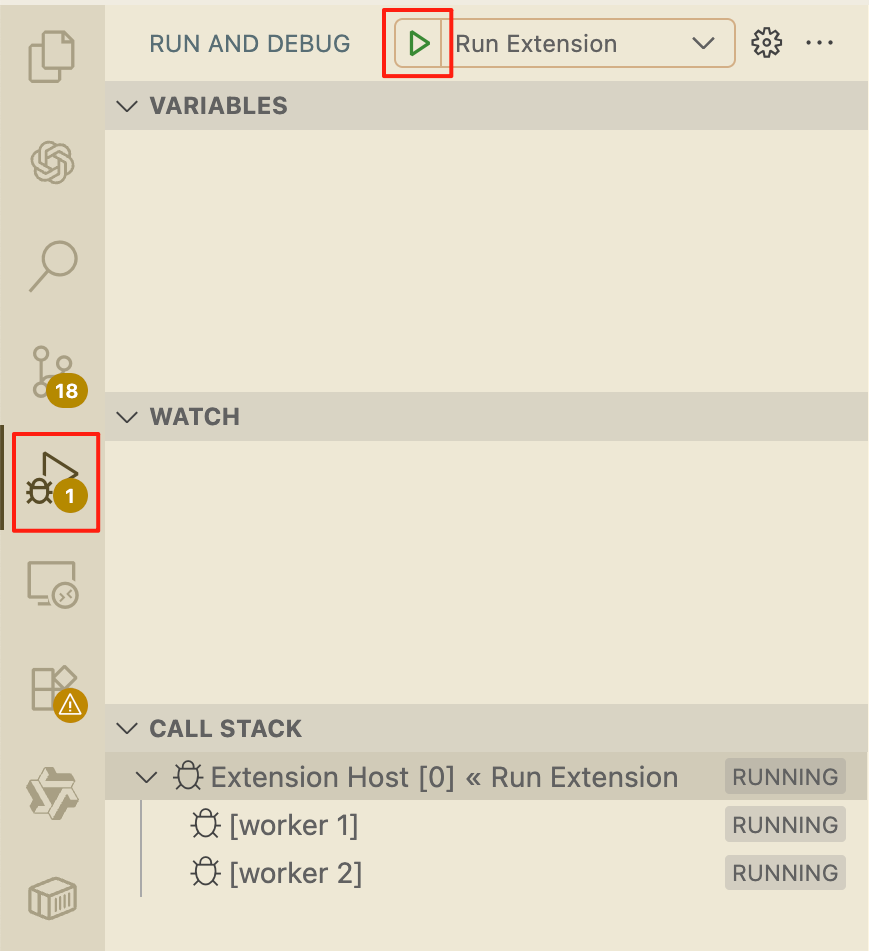 RUN AND DEBUG Run Extension
VARIABLES
18
WATCH
1
CALL STACK
Extension Host [0] « Run Extension RUNNING
[worker 1] RUNNING
[worker 2] RUNNING